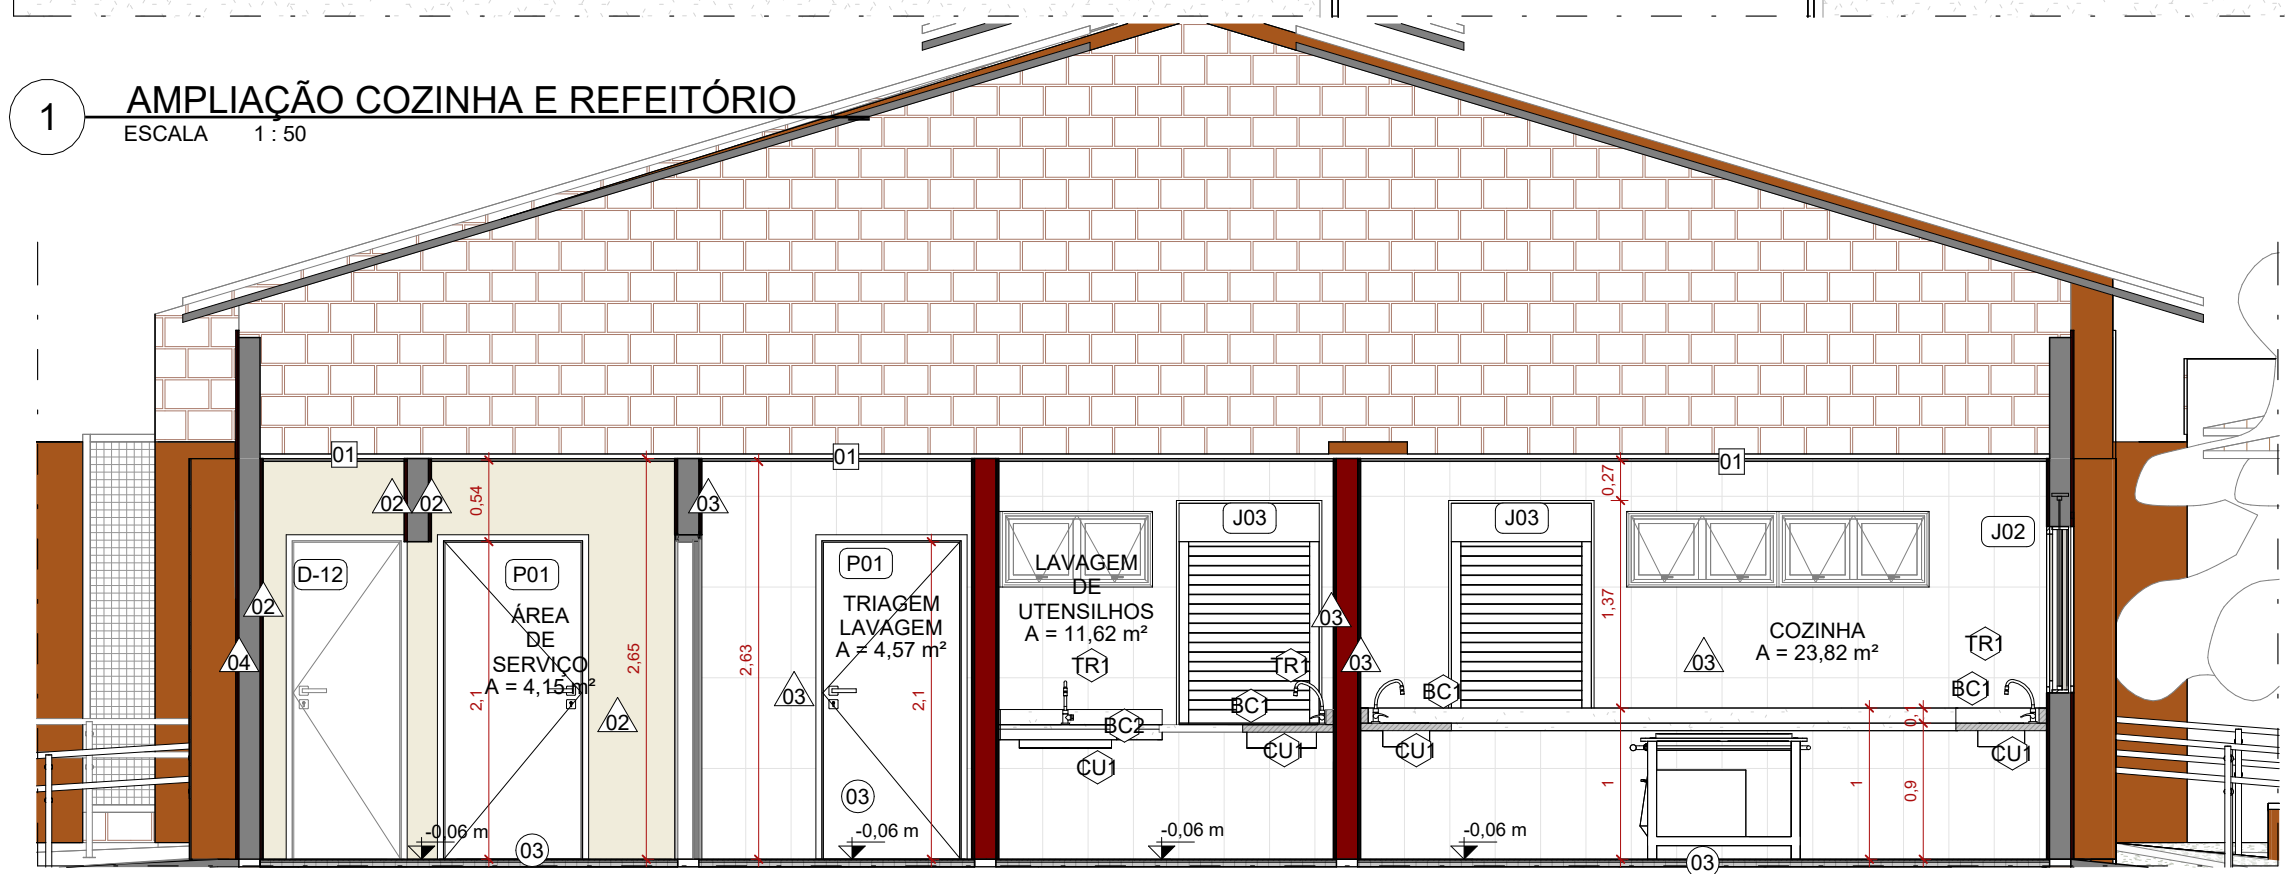 1
AMPLIAÇÃO COZINHA E REFEITÓRIO
ESCALA 1 : 50
01
01
01
02
02
03
0,54
0,27
J03
J03
J02
D-12
P01
P01
LAVAGEM
DE
UTENSILHOS
A = 11,62 m²
ÁREA
DE
SERVIÇO
A = 4,15 m²
TRIAGEM
LAVAGEM
A = 4,57 m²
COZINHA
A = 23,82 m²
02
04
02
03
03
03
03
1,37
2,65
2,63
2,1
2,1
TR1
TR1
TR1
BC1
BC1
BC1
BC2
CU1
CU1
CU1
CU1
0,1
1
1
0,9
03
-0,06 m
-0,06 m
-0,06 m
-0,06 m
03
03